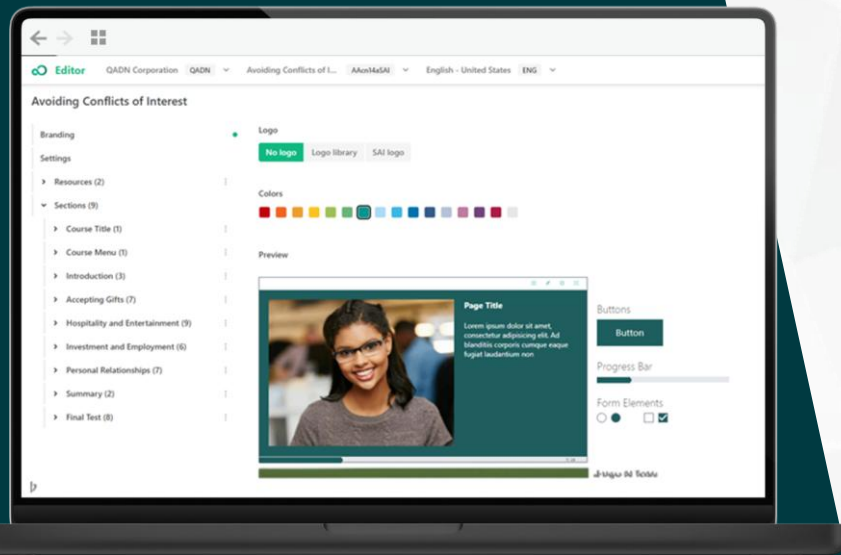 Editor QADN Corporation QADN Avoiding Conflicts of I... AAcn14aSAI English - United States ENG
Avoiding Conflicts of Interest
Branding
Settings
Resources (2)
Sections (9)
Course Title (1)
Course Menu (1)
Introduction (3)
Accepting Gifts (7)
Hospitality and Entertainment (9)
Investment and Employment (6)
Personal Relationships (7)
Summary (2)
Final Test (8)
Logo
No logo Logo library SAI logo
Colors
Preview
Page Title
Lorem ipsum dolor sit amet,
consectetur adipisicing elit. Ad
blanditiis corporis cumque eaque
fugiat laudantium non
Buttons
Button
Progress Bar
Form Elements